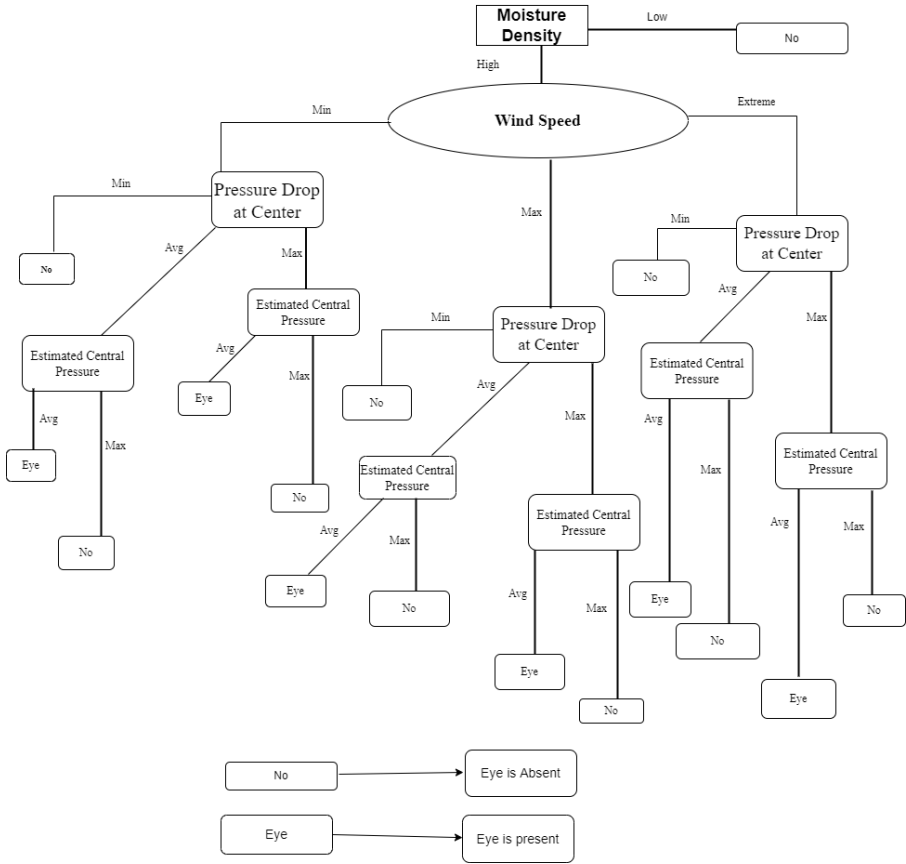 Moisture
Density
Low
No
High
Min
Wind Speed
Extreme
Min
Pressure Drop
at Center
Max
Min
Pressure Drop
at Center
No
Avg
Max
No
Avg
Estimated Central
Pressure
Min
Pressure Drop
at Center
Max
Estimated Central
Pressure
Avg
Max
No
Avg
Estimated Central
Pressure
Eye
Max
Avg
Max
Eye
No
Avg
Max
Estimated Central
Pressure
Estimated Central
Pressure
Max
No
Avg
Max
Estimated Central
Pressure
Avg
Max
No
Eye
No
Avg
Max
Eye
No
Eye
No
Eye
No
Eye
No
No
Eye is Absent
Eye
Eye is present